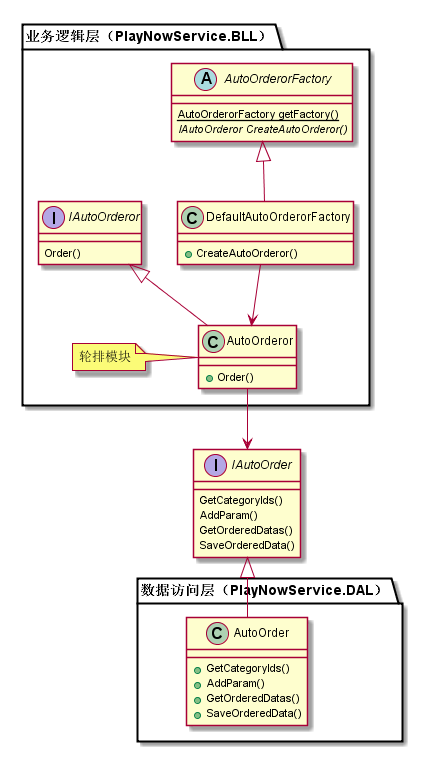 业务逻辑层（PlayNowService.BLL）
A AutoOrderorFactory
AutoOrderorFactory getFactory()
IAutoOrderor CreateAutoOrderor()
I IAutoOrderor
Order()
C DefaultAutoOrderorFactory
CreateAutoOrderor()
轮排模块
C AutoOrderor
Order()
I IAutoOrder
GetCategoryIds()
AddParam()
GetOrderedDatas()
SaveOrderedData()
数据访问层（PlayNowService.DAL）
C AutoOrder
GetCategoryIds()
AddParam()
GetOrderedDatas()
SaveOrderedData()